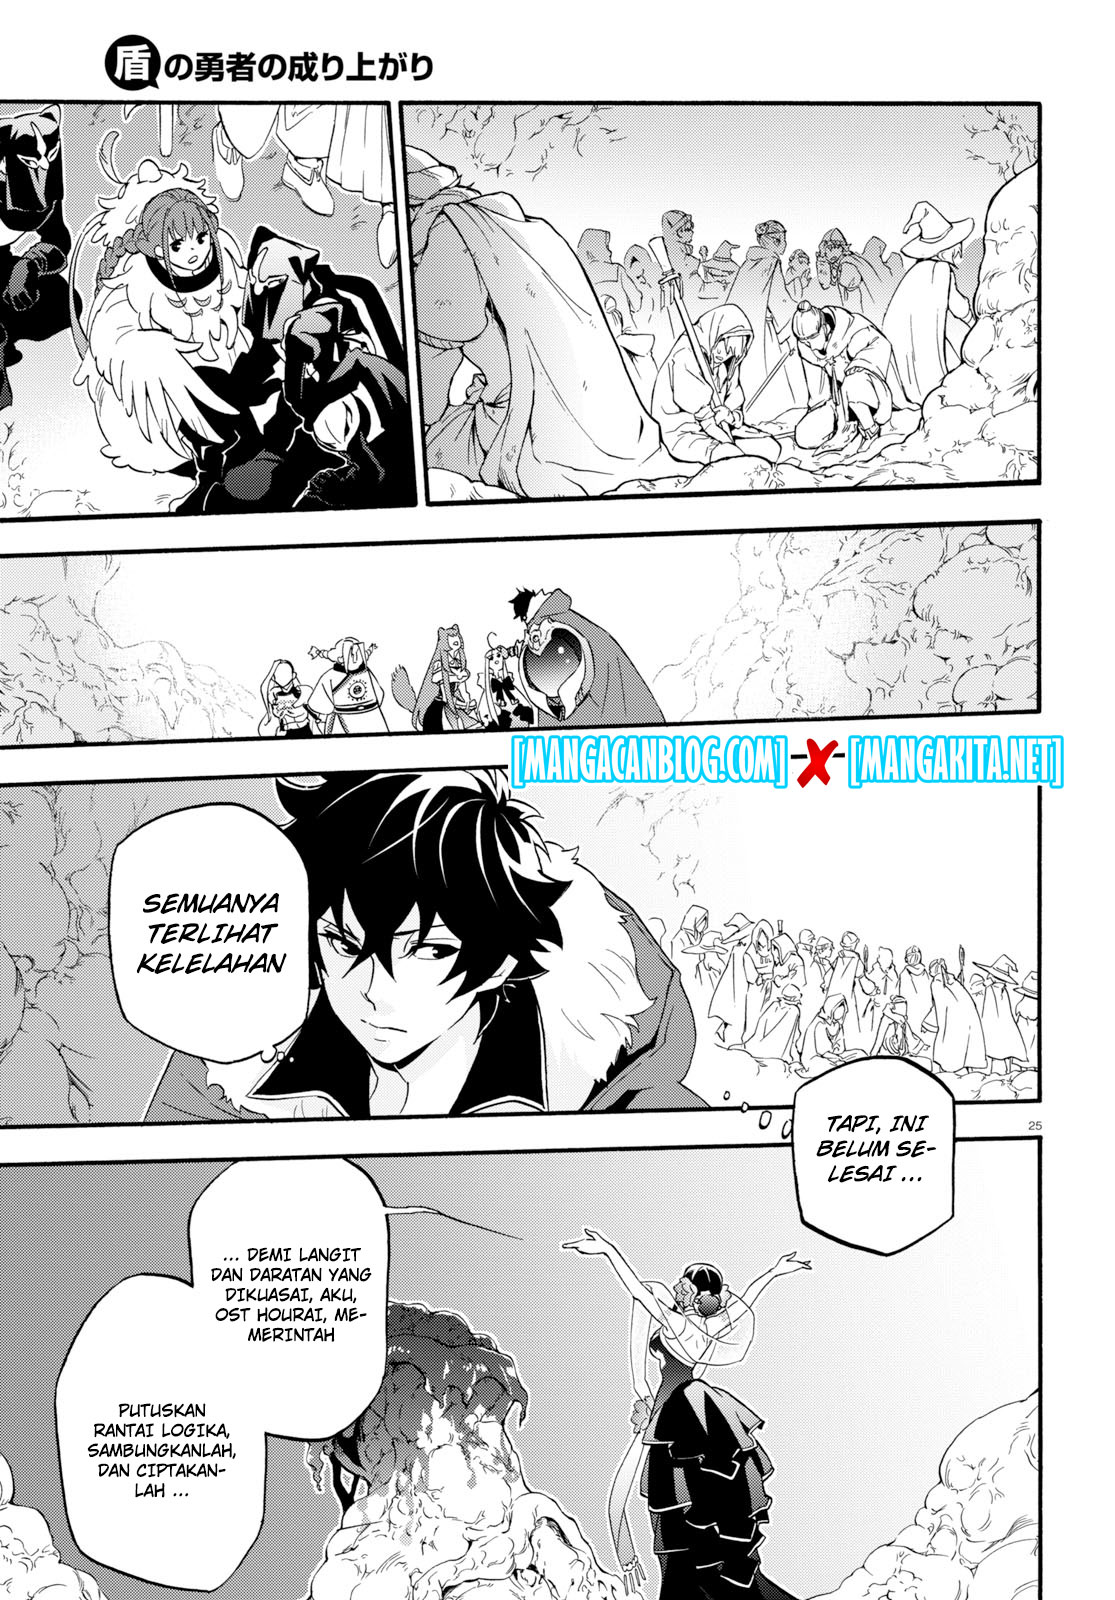 盾の勇者の成り上がり
[MANGACANBLOG.COM] X [MANGAKITA.NET]
SEMUANYA
TERLIHAT
KELELAHAN
25
TAPI, INI
BELUM SE-
LESAI ...
... DEMI LANGIT
DAN DARATAN YANG
DIKUASAI, AKU,
OST HOURAI, ME-
MERINTAH
PUTUSKAN
RANTAI LOGIKA,
SAMBUNGKANLAH,
DAN CIPTAKAN-
LAH ...